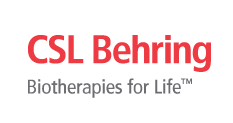 CSL Behring
Biotherapies for Life™